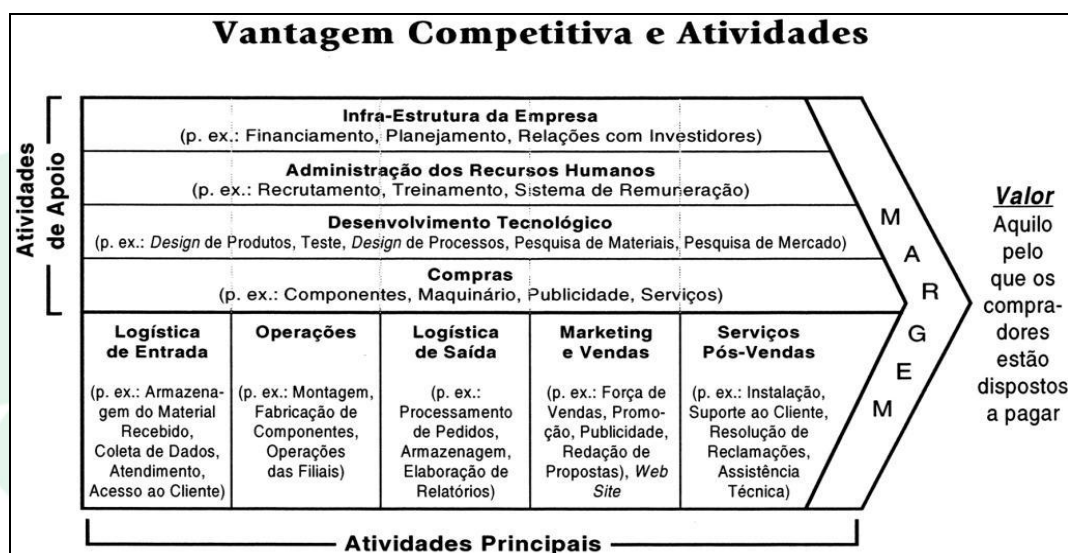 Vantagem Competitiva e Atividades
Atividades
de Apoio
Infra-Estrutura da Empresa
(p. ex.: Financiamento, Planejamento, Relações com Investidores)
Administração dos Recursos Humanos
(p. ex.: Recrutamento, Treinamento, Sistema de Remuneração)
Desenvolvimento Tecnológico
(p. ex.: Design de Produtos, Teste, Design de Processos, Pesquisa de Materiais, Pesquisa de Mercado)
Compras
(p. ex.: Componentes, Maquinário, Publicidade, Serviços)
Logística
de Entrada
(p. ex.: Armazena-
gem do Material
Recebido,
Coleta de Dados,
Atendimento,
Acesso ao Cliente)
Operações
(p. ex.: Montagem,
Fabricação de
Componentes,
Operações
das Filiais)
Logística
de Saída
(p. ex.:
Processamento
de Pedidos,
Armazenagem,
Elaboração de
Relatórios)
Marketing
e Vendas
(p. ex.: Força de
Vendas, Promo-
ção, Publicidade,
Redação de
Propostas), Web
Site
Serviços
Pós-Vendas
(p. ex.: Instalação,
Suporte ao Cliente,
Resolução de
Reclamações,
Assistência
Técnica)
MARGEM
Valor
Aquilo
pelo
que os
compra-
dores
estão
dispostos
a pagar
Atividades Principais